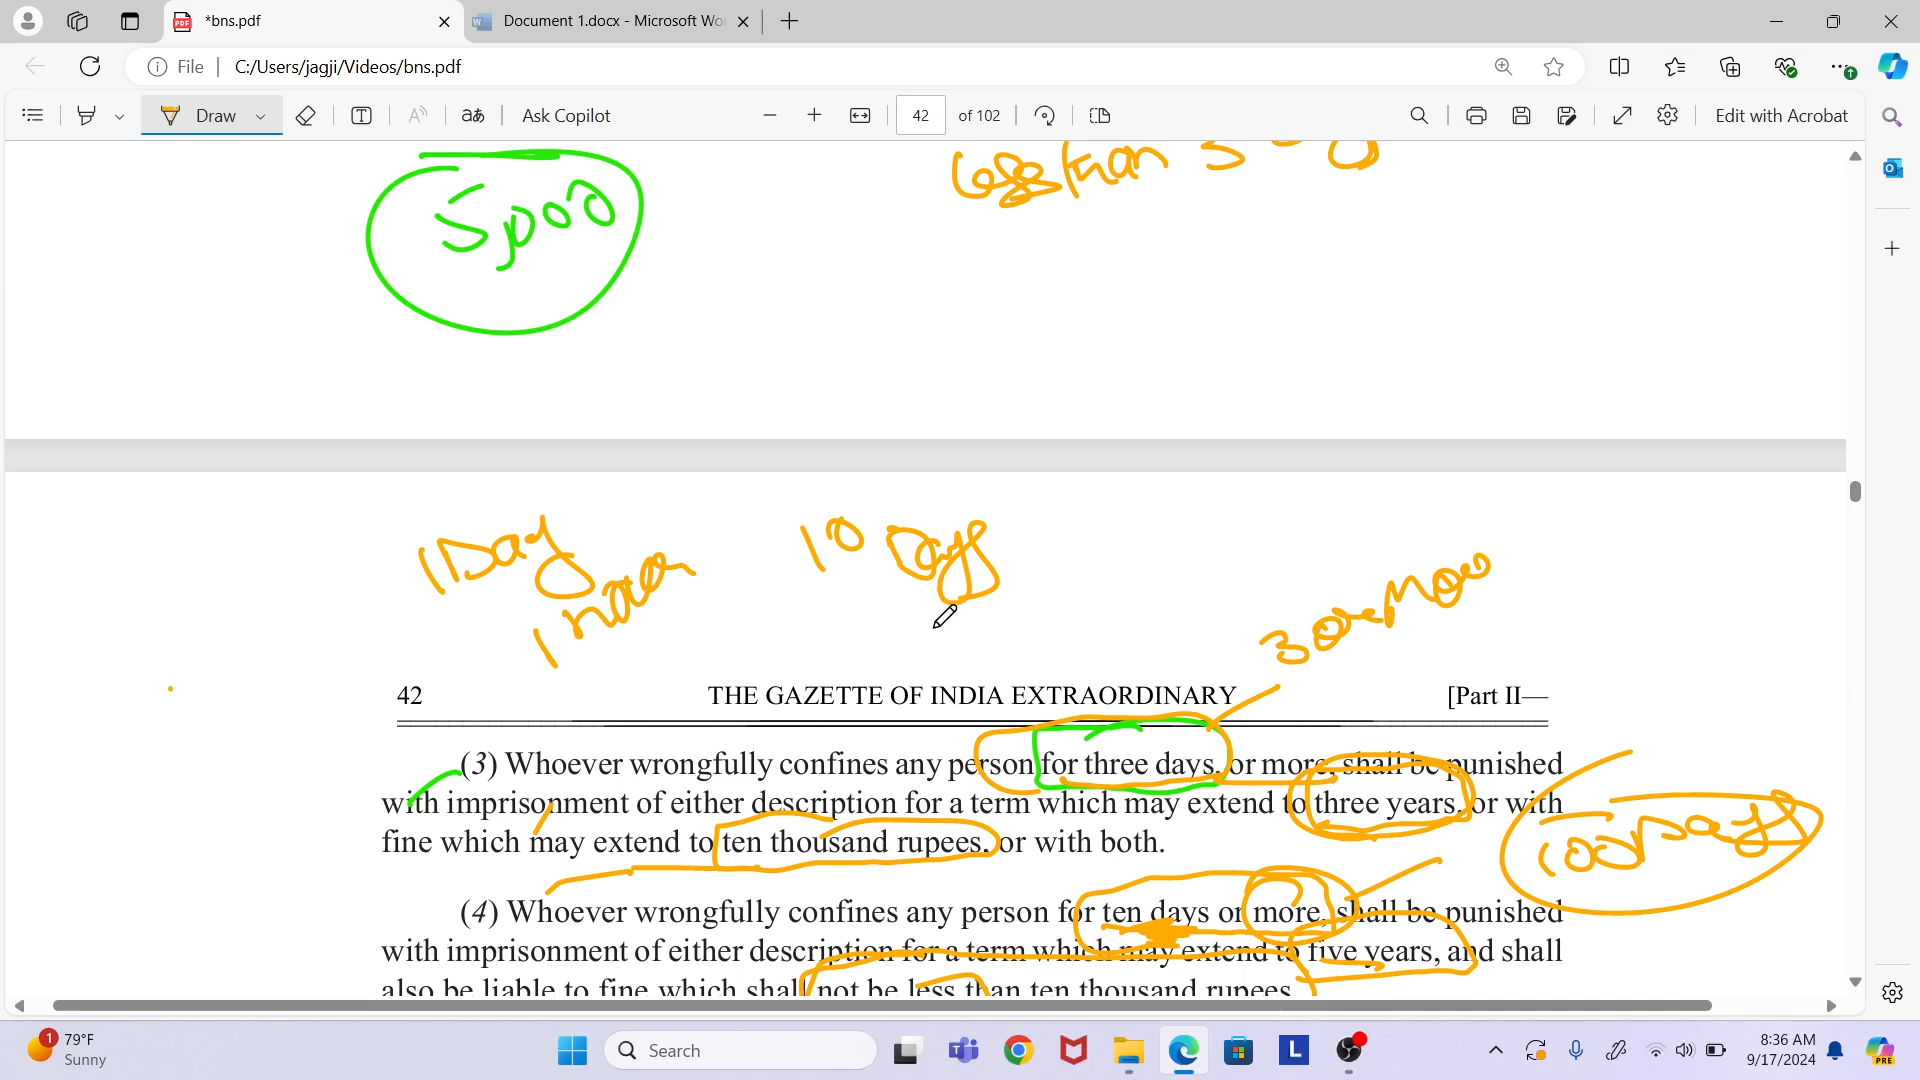 *bns.pdf
Document 1.docx - Microsoft Wo
File
C:/Users/jagji/Videos/bns.pdf
Draw
Ask Copilot
42 of 102
Edit with Acrobat
less than 3
5000
1 Day
10 Days
1 hour
3 or more
42 THE GAZETTE OF INDIA EXTRAORDINARY [Part II—
(3) Whoever wrongfully confines any person for three days, or more, shall be punished
with imprisonment of either description for a term which may extend to three years, or with
fine which may extend to ten thousand rupees, or with both.
100 Days
(4) Whoever wrongfully confines any person for ten days or more, shall be punished
with imprisonment of either description for a term which may extend to five years, and shall
also be liable to fine which shall not be less than ten thousand rupees.
1
79°F
Sunny
Search
L
8:36 AM
9/17/2024
PRE